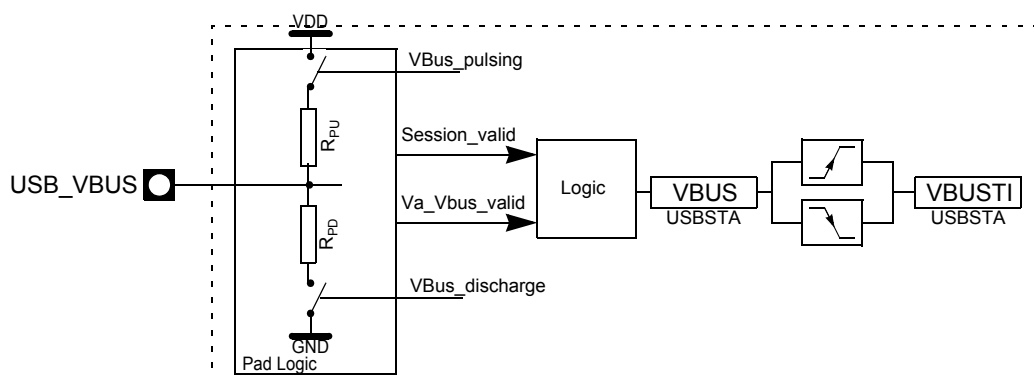 VDD
VBus_pulsing
RPU
Session_valid
USB_VBUS
Logic
VBUS
USBSTA
VBUSTI
USBSTA
Va_Vbus_valid
RPD
VBus_discharge
GND
Pad Logic